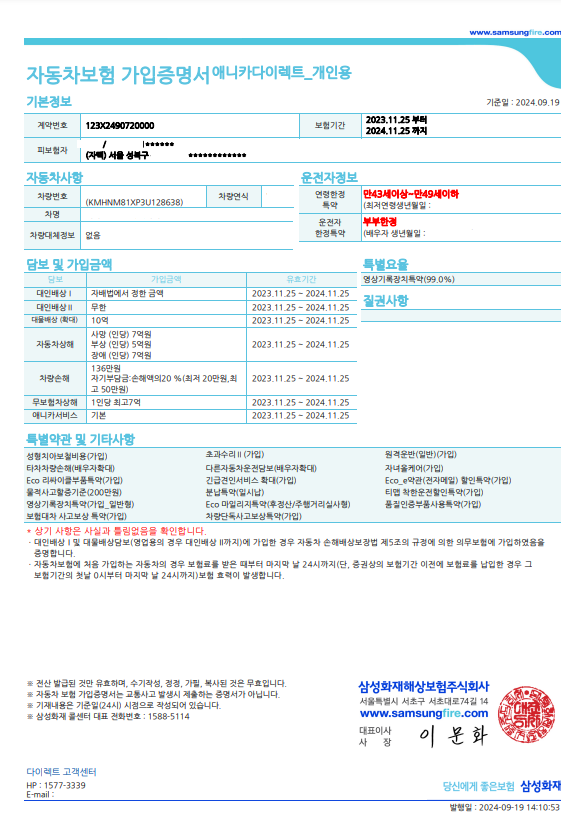 www.samsungfire.com
자동차보험 가입증명서 애니카다이렉트_개인용
기본정보
기준일 : 2024.09.19
계약번호 123X2490720000 보험기간 2023.11.25 부터
2024.11.25 까지
피보험자 / |******
(자택) 서울 성북구 ************
자동차사항
차량번호 (KMHNM81XP3U128638) 차량연식
차명
차량대체정보 없음
운전자정보
연령한정 특약 만43세이상~만49세이하
(최저연령생년월일 :
운전자 한정특약 부부한정
(배우자 생년월일 :
담보 및 가입금액
담보 가입금액 유효기간
대인배상 I 자배법에서 정한 금액 2023.11.25 ~ 2024.11.25
대인배상 II 무한 2023.11.25 ~ 2024.11.25
대물배상 (확대) 10억 2023.11.25 ~ 2024.11.25
자동차상해 사망 (인당) 7억원
부상 (인당) 5억원 2023.11.25 ~ 2024.11.25
장애 (인당) 7억원
차량손해 136만원
자기부담금:손해액의20 %(최저 20만원,최 2023.11.25 ~ 2024.11.25
고 50만원)
무보험차상해 1인당 최고7억 2023.11.25 ~ 2024.11.25
애니카서비스 기본 2023.11.25 ~ 2024.11.25
특별요율
영상기록장치특약(99.0%)
질권사항
특별약관 및 기타사항
성형치아보철비용(가입) 초과수리 II (가입) 원격운반(일반)(가입)
타차차량손해(배우자확대) 다른자동차운전담보(배우자확대) 자녀올케어(가입)
Eco 리싸이클부품특약(가입) 긴급견인서비스 확대(가입) Eco_e약관(전자메일) 할인특약(가입)
물적사고할증기준(200만원) 분납특약(일시납) 티맵 착한운전할인특약(가입)
영상기록장치특약(가입_일반형) Eco 마일리지특약(후정산/주행거리실사형) 품질인증부품사용특약(가입)
보험대차 사고보상 특약(가입) 차량단독사고보상특약(가입)
* 상기 사항은 사실과 틀림없음을 확인합니다.
· 대인배상 I 및 대물배상담보(영업용의 경우 대인배상 II까지)에 가입한 경우 자동차 손해배상보장법 제5조의 규정에 의한 의무보험에 가입하였음을
증명합니다.
· 자동차보험에 처음 가입하는 자동차의 경우 보험료를 받은 때부터 마지막 날 24시까지(단, 증권상의 보험기간 이전에 보험료를 납입한 경우 그
보험기간의 첫날 0시부터 마지막 날 24시까지)보험 효력이 발생합니다.
※ 전산 발급된 것만 유효하며, 수기작성, 정정, 가필, 복사된 것은 무효입니다.
※ 자동차 보험 가입증명서는 교통사고 발생시 제출하는 증명서가 아닙니다.
※ 기재내용은 기준일(24시) 시점으로 작성되어 있습니다.
※ 삼성화재 콜센터 대표 전화번호 : 1588-5114
삼성화재해상보험주식회사
서울특별시 서초구 서초대로74길 14
www.samsungfire.com
대표이사
사 장 이 문 화
다이렉트 고객센터
HP : 1577-3339
E-mail :
당신에게 좋은보험 삼성화재
발행일 : 2024-09-19 14:10:53